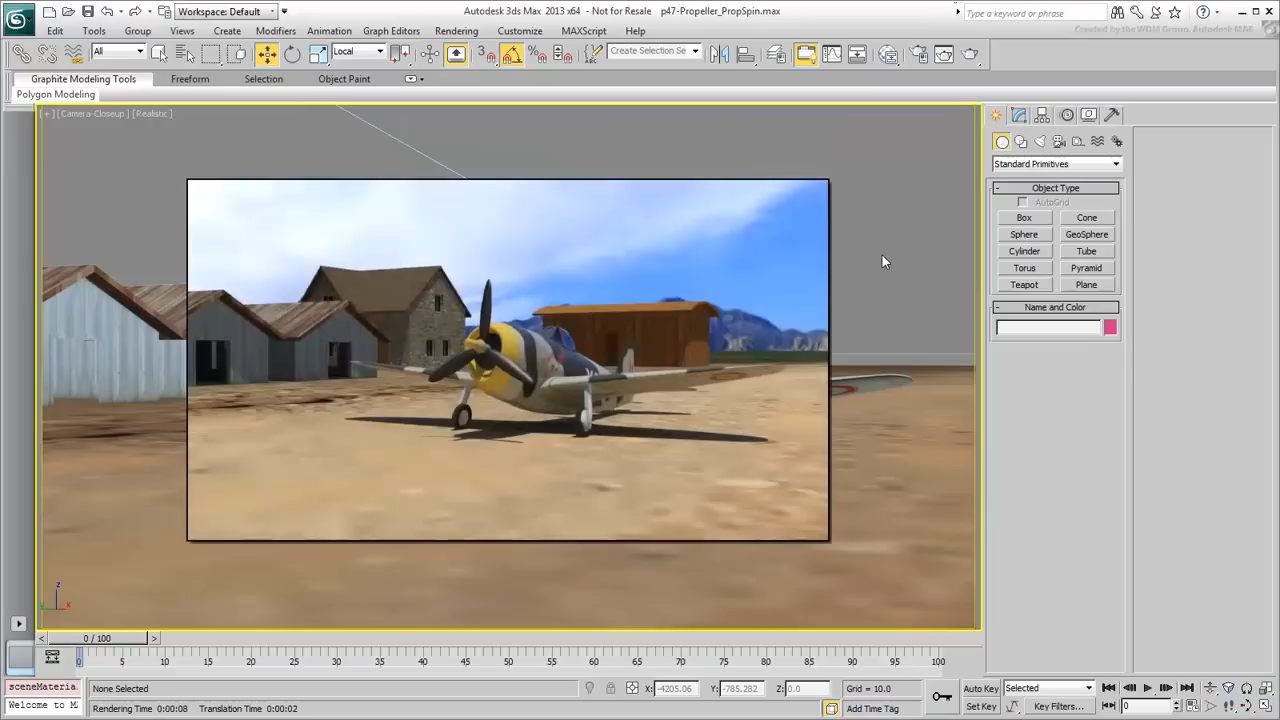 Workspace: Default
Autodesk 3ds Max 2013 x64 - Not for Resale p47-Propeller_PropSpin.max
Type a keyword or phrase
Edit Tools Group Views Create Modifiers Animation Graph Editors Rendering Customize MAXScript Help
All
Local
3
Create Selection Se
Graphite Modeling Tools Freeform Selection Object Paint
Polygon Modeling
[ + ] [Camera-Closeup ] [Realistic ]
Standard Primitives
- Object Type
AutoGrid
Box Cone
Sphere GeoSphere
Cylinder Tube
Torus Pyramid
Teapot Plane
- Name and Color
z
x
< 0 / 100 >
0 5 10 15 20 25 30 35 40 45 50 55 60 65 70 75 80 85 90 95 100
sceneMateria
None Selected
X: -4205.06 Y: -785.282 Z: 0.0
Grid = 10.0
Auto Key Selected
Welcome to M
Rendering Time 0:00:08 Translation Time 0:00:02
Add Time Tag
Set Key Key Filters... 0